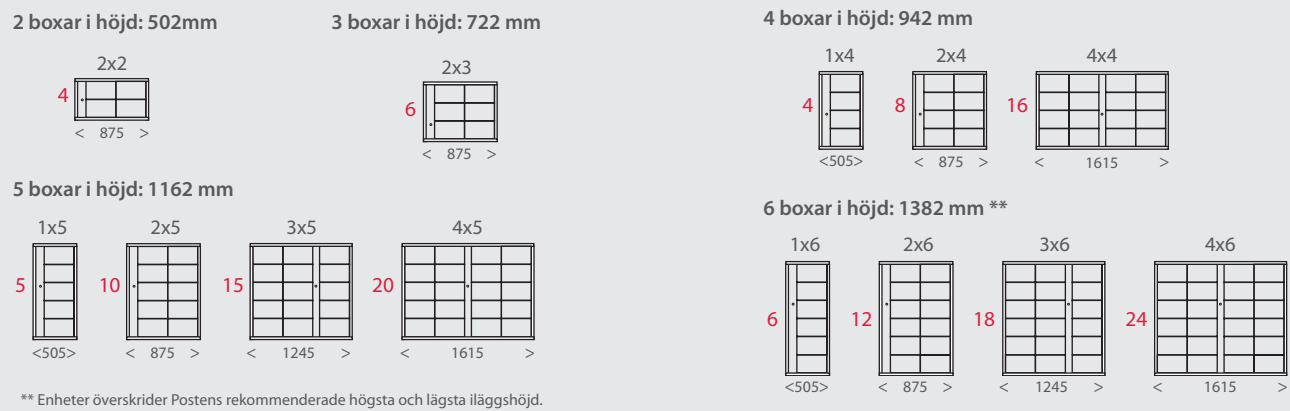 2 boxar i höjd: 502mm
2x2
4
< 875 >
3 boxar i höjd: 722 mm
2x3
6
< 875 >
4 boxar i höjd: 942 mm
1x4 2x4 4x4
4 8 16
<505> < 875 > < 1615 >
5 boxar i höjd: 1162 mm
1x5 2x5 3x5 4x5
5 10 15 20
<505> < 875 > < 1245 > < 1615 >
6 boxar i höjd: 1382 mm **
1x6 2x6 3x6 4x6
6 12 18 24
<505> < 875 > < 1245 > < 1615 >
** Enheter överskrider Postens rekommenderade högsta och lägsta iläggshöjd.